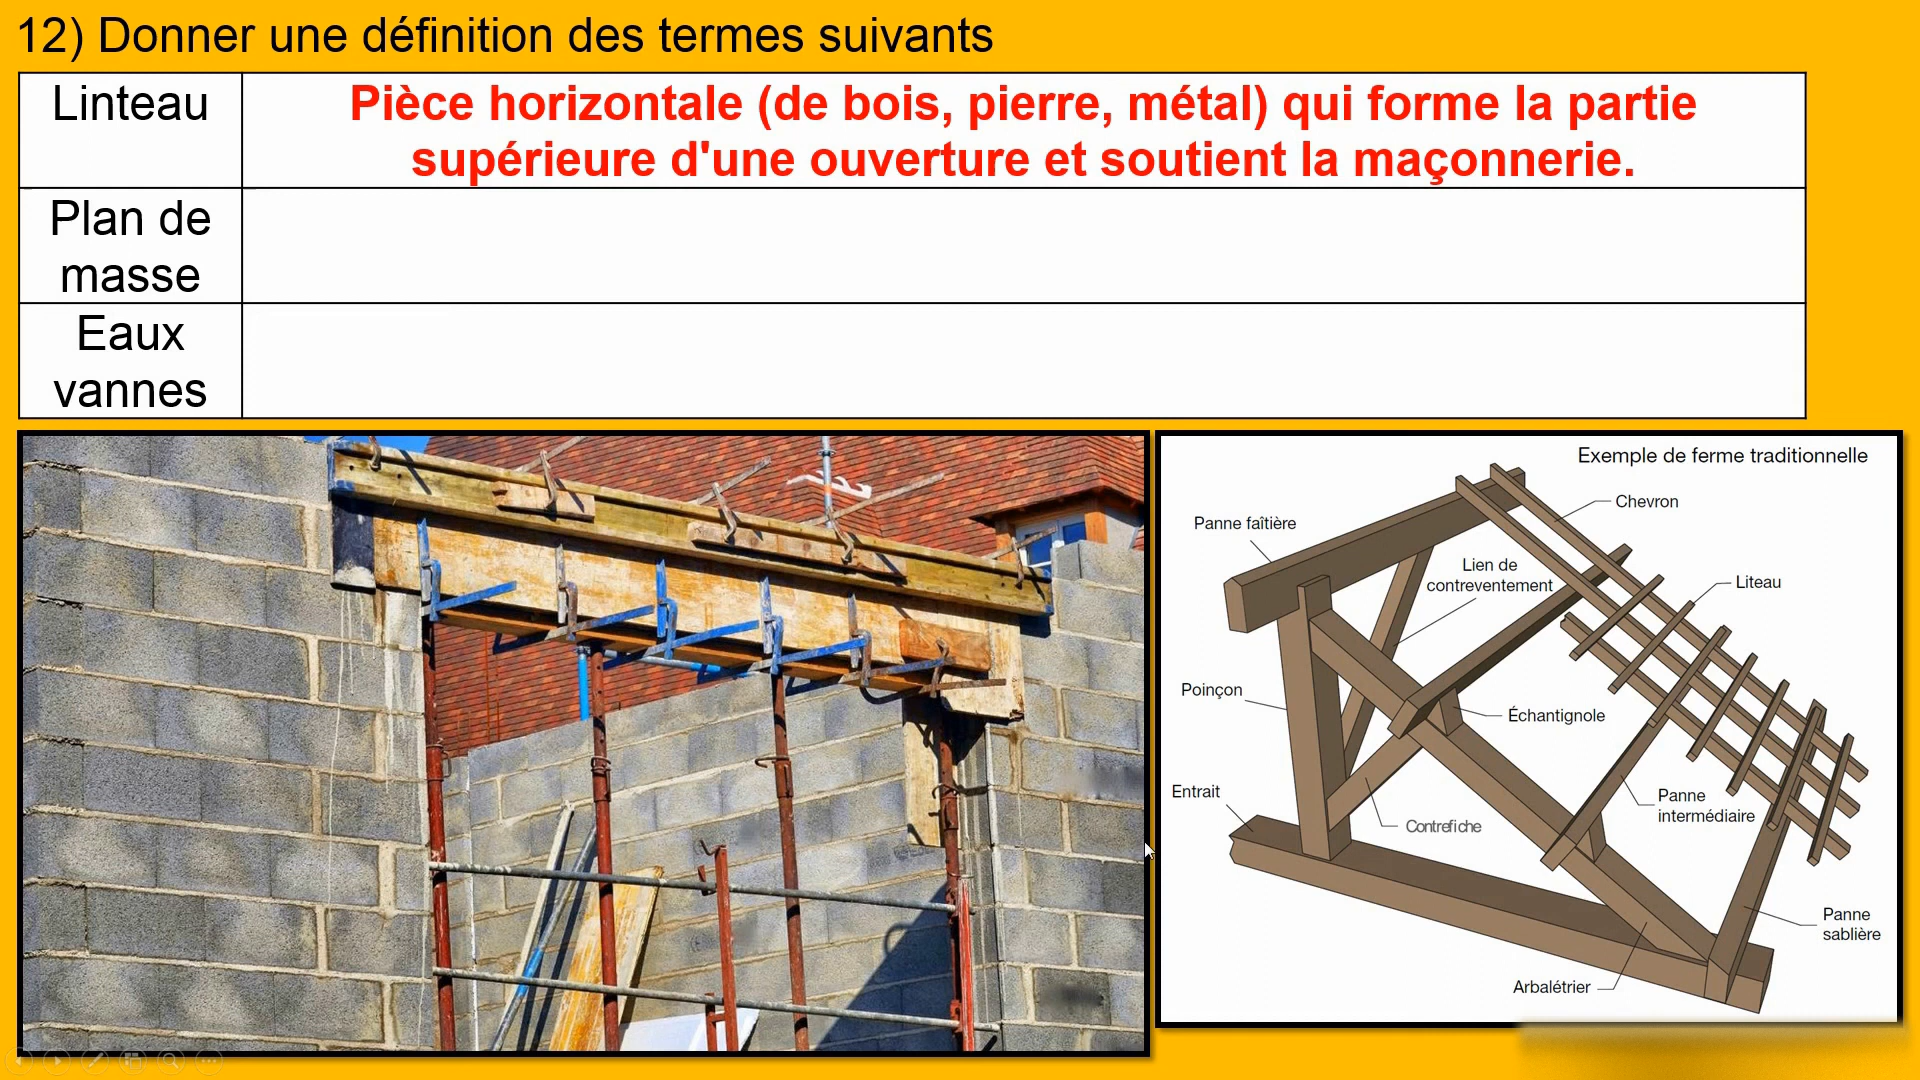 12) Donner une définition des termes suivants
Linteau
Pièce horizontale (de bois, pierre, métal) qui forme la partie
supérieure d'une ouverture et soutient la maçonnerie.
Plan de
masse
Eaux
vannes
Exemple de ferme traditionnelle
Chevron
Panne faîtière
Lien de
contreventement
Liteau
Poinçon
Échantignole
Entrait
Panne
intermédiaire
Contrefiche
Panne
sablière
Arbalétrier